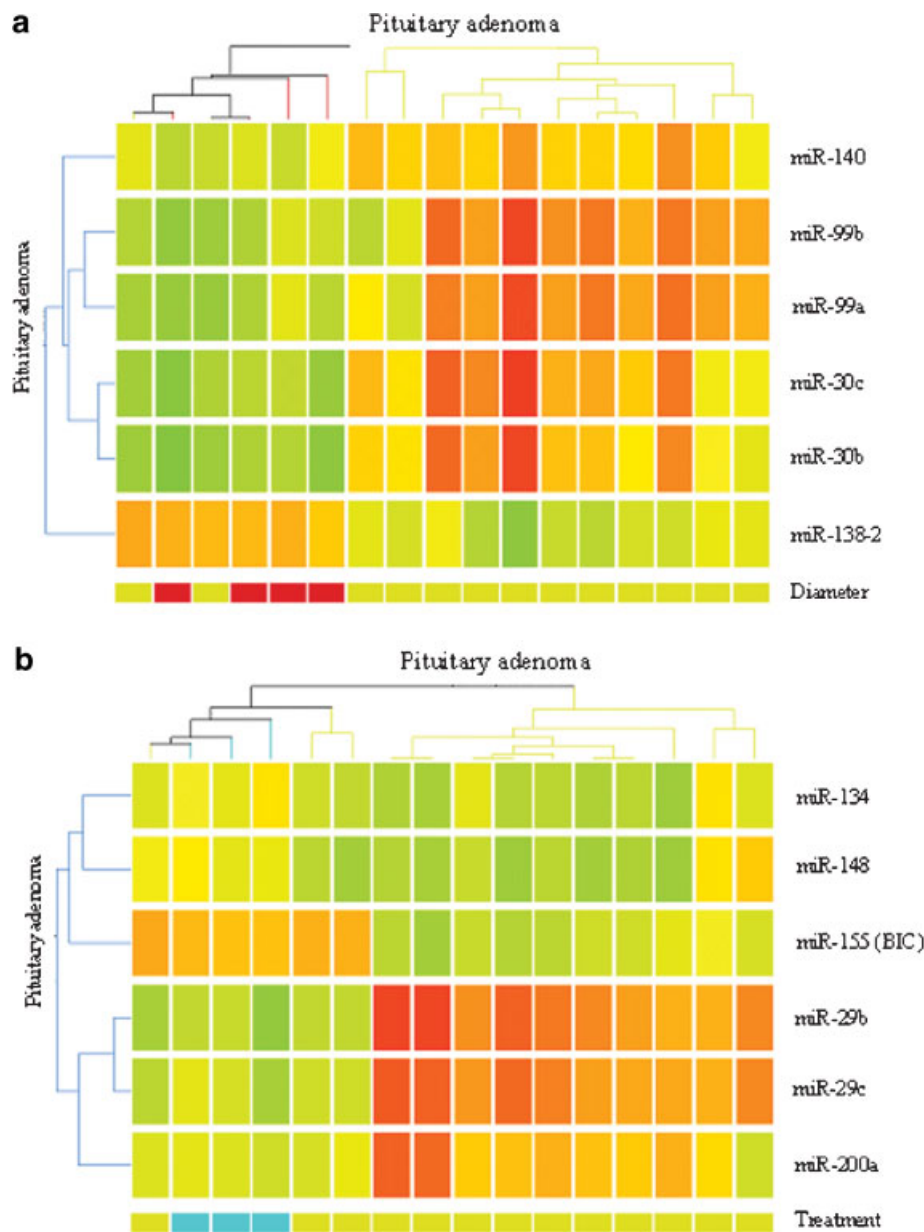 a
Pituitary adenoma
Pituitary adenoma
miR-140
miR-99b
miR-99a
miR-30c
miR-30b
miR-138-2
Diameter
b
Pituitary adenoma
Pituitary adenoma
miR-134
miR-148
miR-155 (BIC)
miR-29b
miR-29c
miR-200a
Treatment